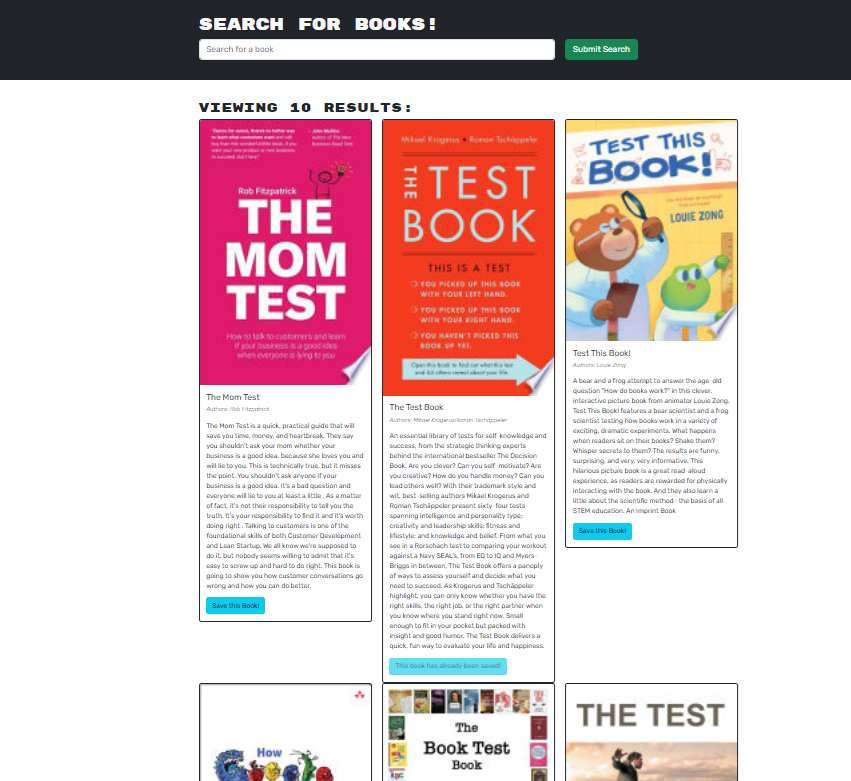 SEARCH FOR BOOKS!
Search for a book
Submit Search
VIEWING 10 RESULTS:
Rob Fitzpatrick
THE
MOM
TEST
How to talk to customers and learn
if your business is a good idea
when everyone is lying to you
The Mom Test
Authors: Rob Fitzpatrick
The Mom Test is a quick, practical guide that will
save you time, money, and heartbreak. They say
you shouldn't ask your mom whether your
business is a good idea, because she loves you and
will lie to you. This is technically true, but it misses
the point. You shouldn't ask anyone if your
business is a good idea. It's a bad question and
everyone will lie to you at least a little . As a matter
of fact, it's not their responsibility to tell you the
truth. It's your responsibility to find it and it's worth
doing right . Talking to customers is one of the
foundational skills of both Customer Development
and Lean Startup. We all know we're supposed to
do it, but nobody seems willing to admit that it's
easy to screw up and hard to do right. This book is
going to show you how customer conversations go
wrong and how you can do better.
Save this Book!
Mikael Krogerus • Roman Tschäppeler
THE TEST
BOOK
THIS IS A TEST
YOU PICKED UP THIS BOOK
WITH YOUR LEFT HAND.
YOU PICKED UP THIS BOOK
WITH YOUR RIGHT HAND.
YOU HAVEN'T PICKED THIS
BOOK UP YET.
Open this book to find out what this test
and 64 others reveal about your life
The Test Book
Authors: Mikael Krogerus,Roman Tschäppeler
An essential library of tests for self-knowledge and
success, from the strategic thinking experts
behind the international bestseller The Decision
Book. Are you clever? Can you self-motivate? Are
you creative? How do you handle money? Can you
lead others well? With their trademark style and
wit, best-selling authors Mikael Krogerus and
Roman Tschäppeler present sixty-four tests
spanning intelligence and personality type;
creativity and leadership skills; fitness and
lifestyle; and knowledge and belief. From what you
see in a Rorschach test to comparing your workout
against a Navy SEAL's, from EQ to IQ and Myers-
Briggs in between, The Test Book offers a panoply
of ways to assess yourself and decide what you
need to succeed. As Krogerus and Tschäppeler
highlight, you can only know whether you have the
right skills, the right job, or the right partner when
you know where you stand right now. Small
enough to fit in your pocket but packed with
insight and good humor, The Test Book delivers a
quick, fun way to evaluate your life and happiness.
This book has already been saved!
TEST THIS
BOOK!
LOUIE ZONG
Test This Book!
Authors: Louie Zong
A bear and a frog attempt to answer the age-old
question "How do books work?" in this clever,
interactive picture book from animator Louie Zong.
Test This Book! features a bear scientist and a frog
scientist testing how books work in a variety of
exciting, dramatic experiments. What happens
when readers sit on their books? Shake them?
Whisper secrets to them? The results are funny,
surprising, and very, very informative. This
hilarious picture book is a great read-aloud
experience, as readers are rewarded for physically
interacting with the book. And they also learn a
little about the scientific method--the basis of all
STEM education. An Imprint Book
Save this Book!
How
Google
The
Book Test
Book
THE TEST